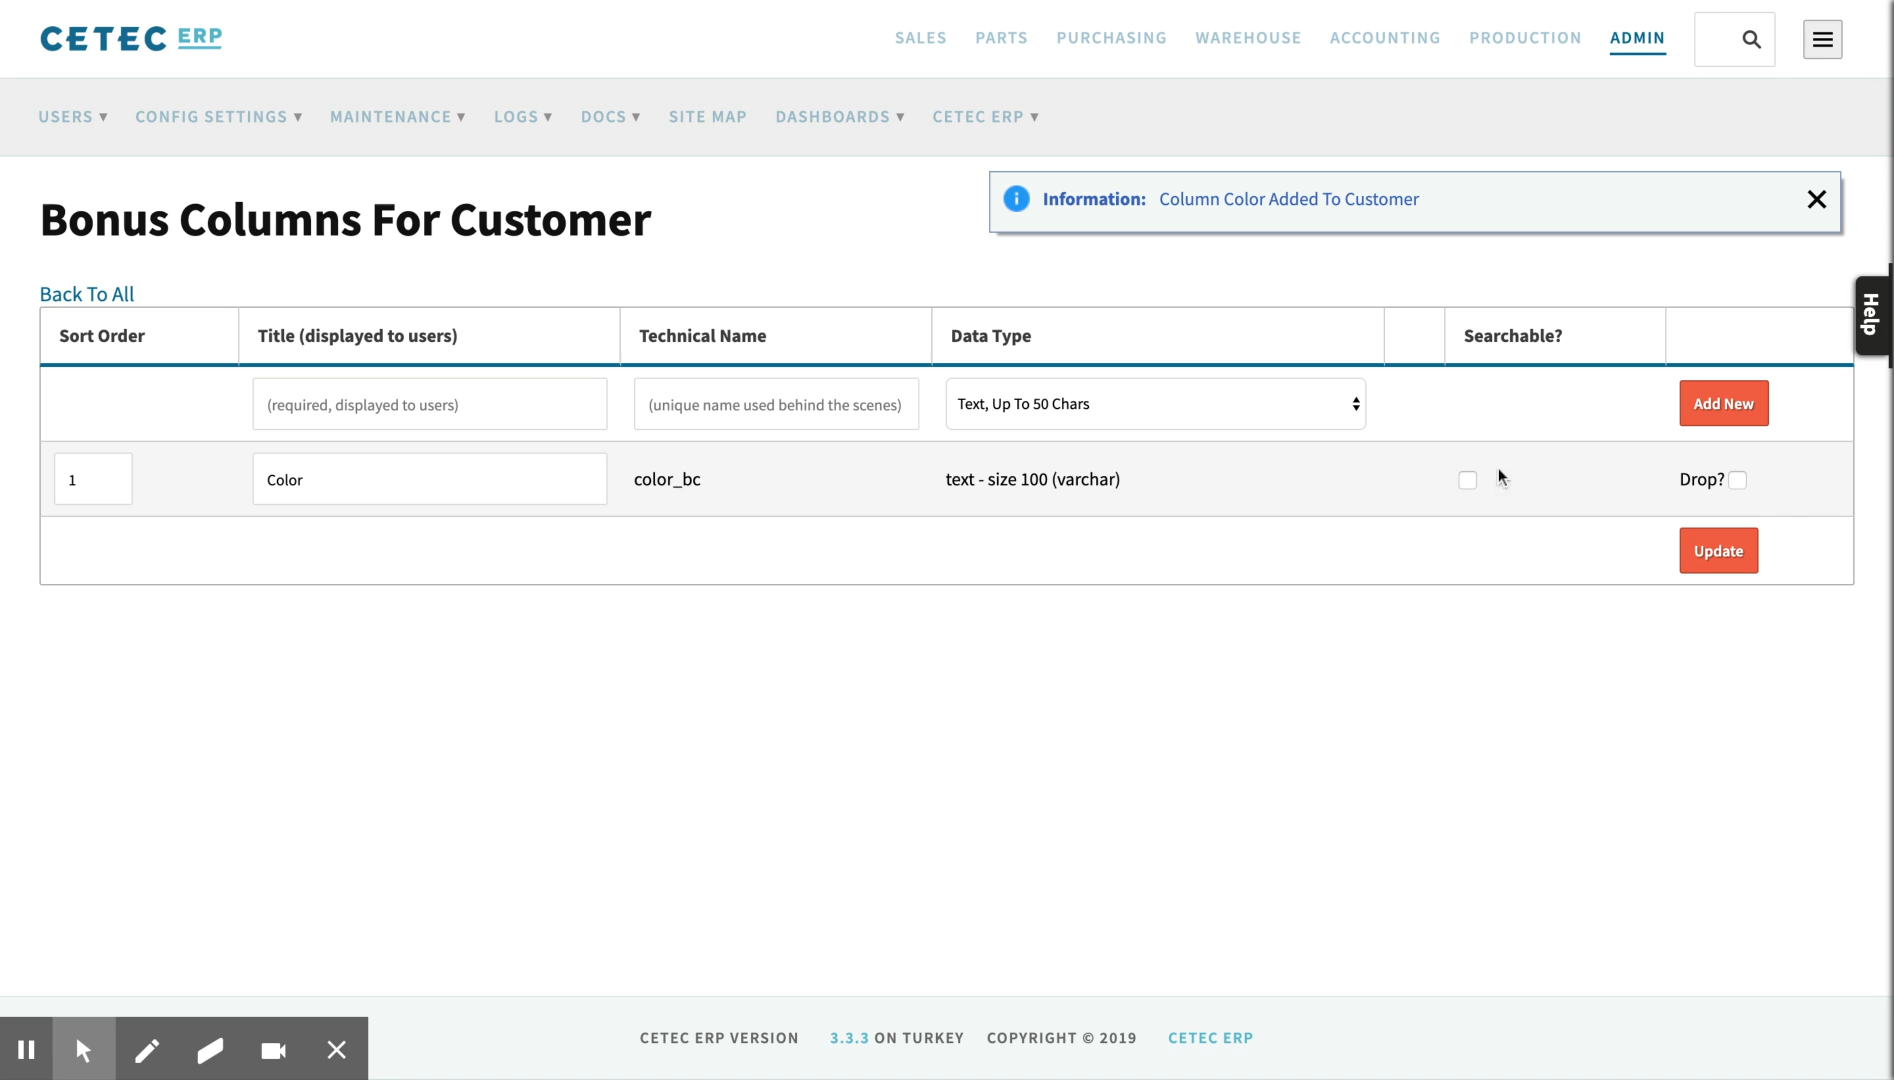 CETEC ERP
SALES PARTS PURCHASING WAREHOUSE ACCOUNTING PRODUCTION ADMIN
USERS ▾ CONFIG SETTINGS ▾ MAINTENANCE ▾ LOGS ▾ DOCS ▾ SITE MAP DASHBOARDS ▾ CETEC ERP ▾
Information: Column Color Added To Customer
Bonus Columns For Customer
Back To All
Help
Sort Order Title (displayed to users) Technical Name Data Type Searchable?
(required, displayed to users) (unique name used behind the scenes) Text, Up To 50 Chars Add New
1 Color color_bc text - size 100 (varchar) Drop?
Update
CETEC ERP VERSION 3.3.3 ON TURKEY COPYRIGHT © 2019 CETEC ERP